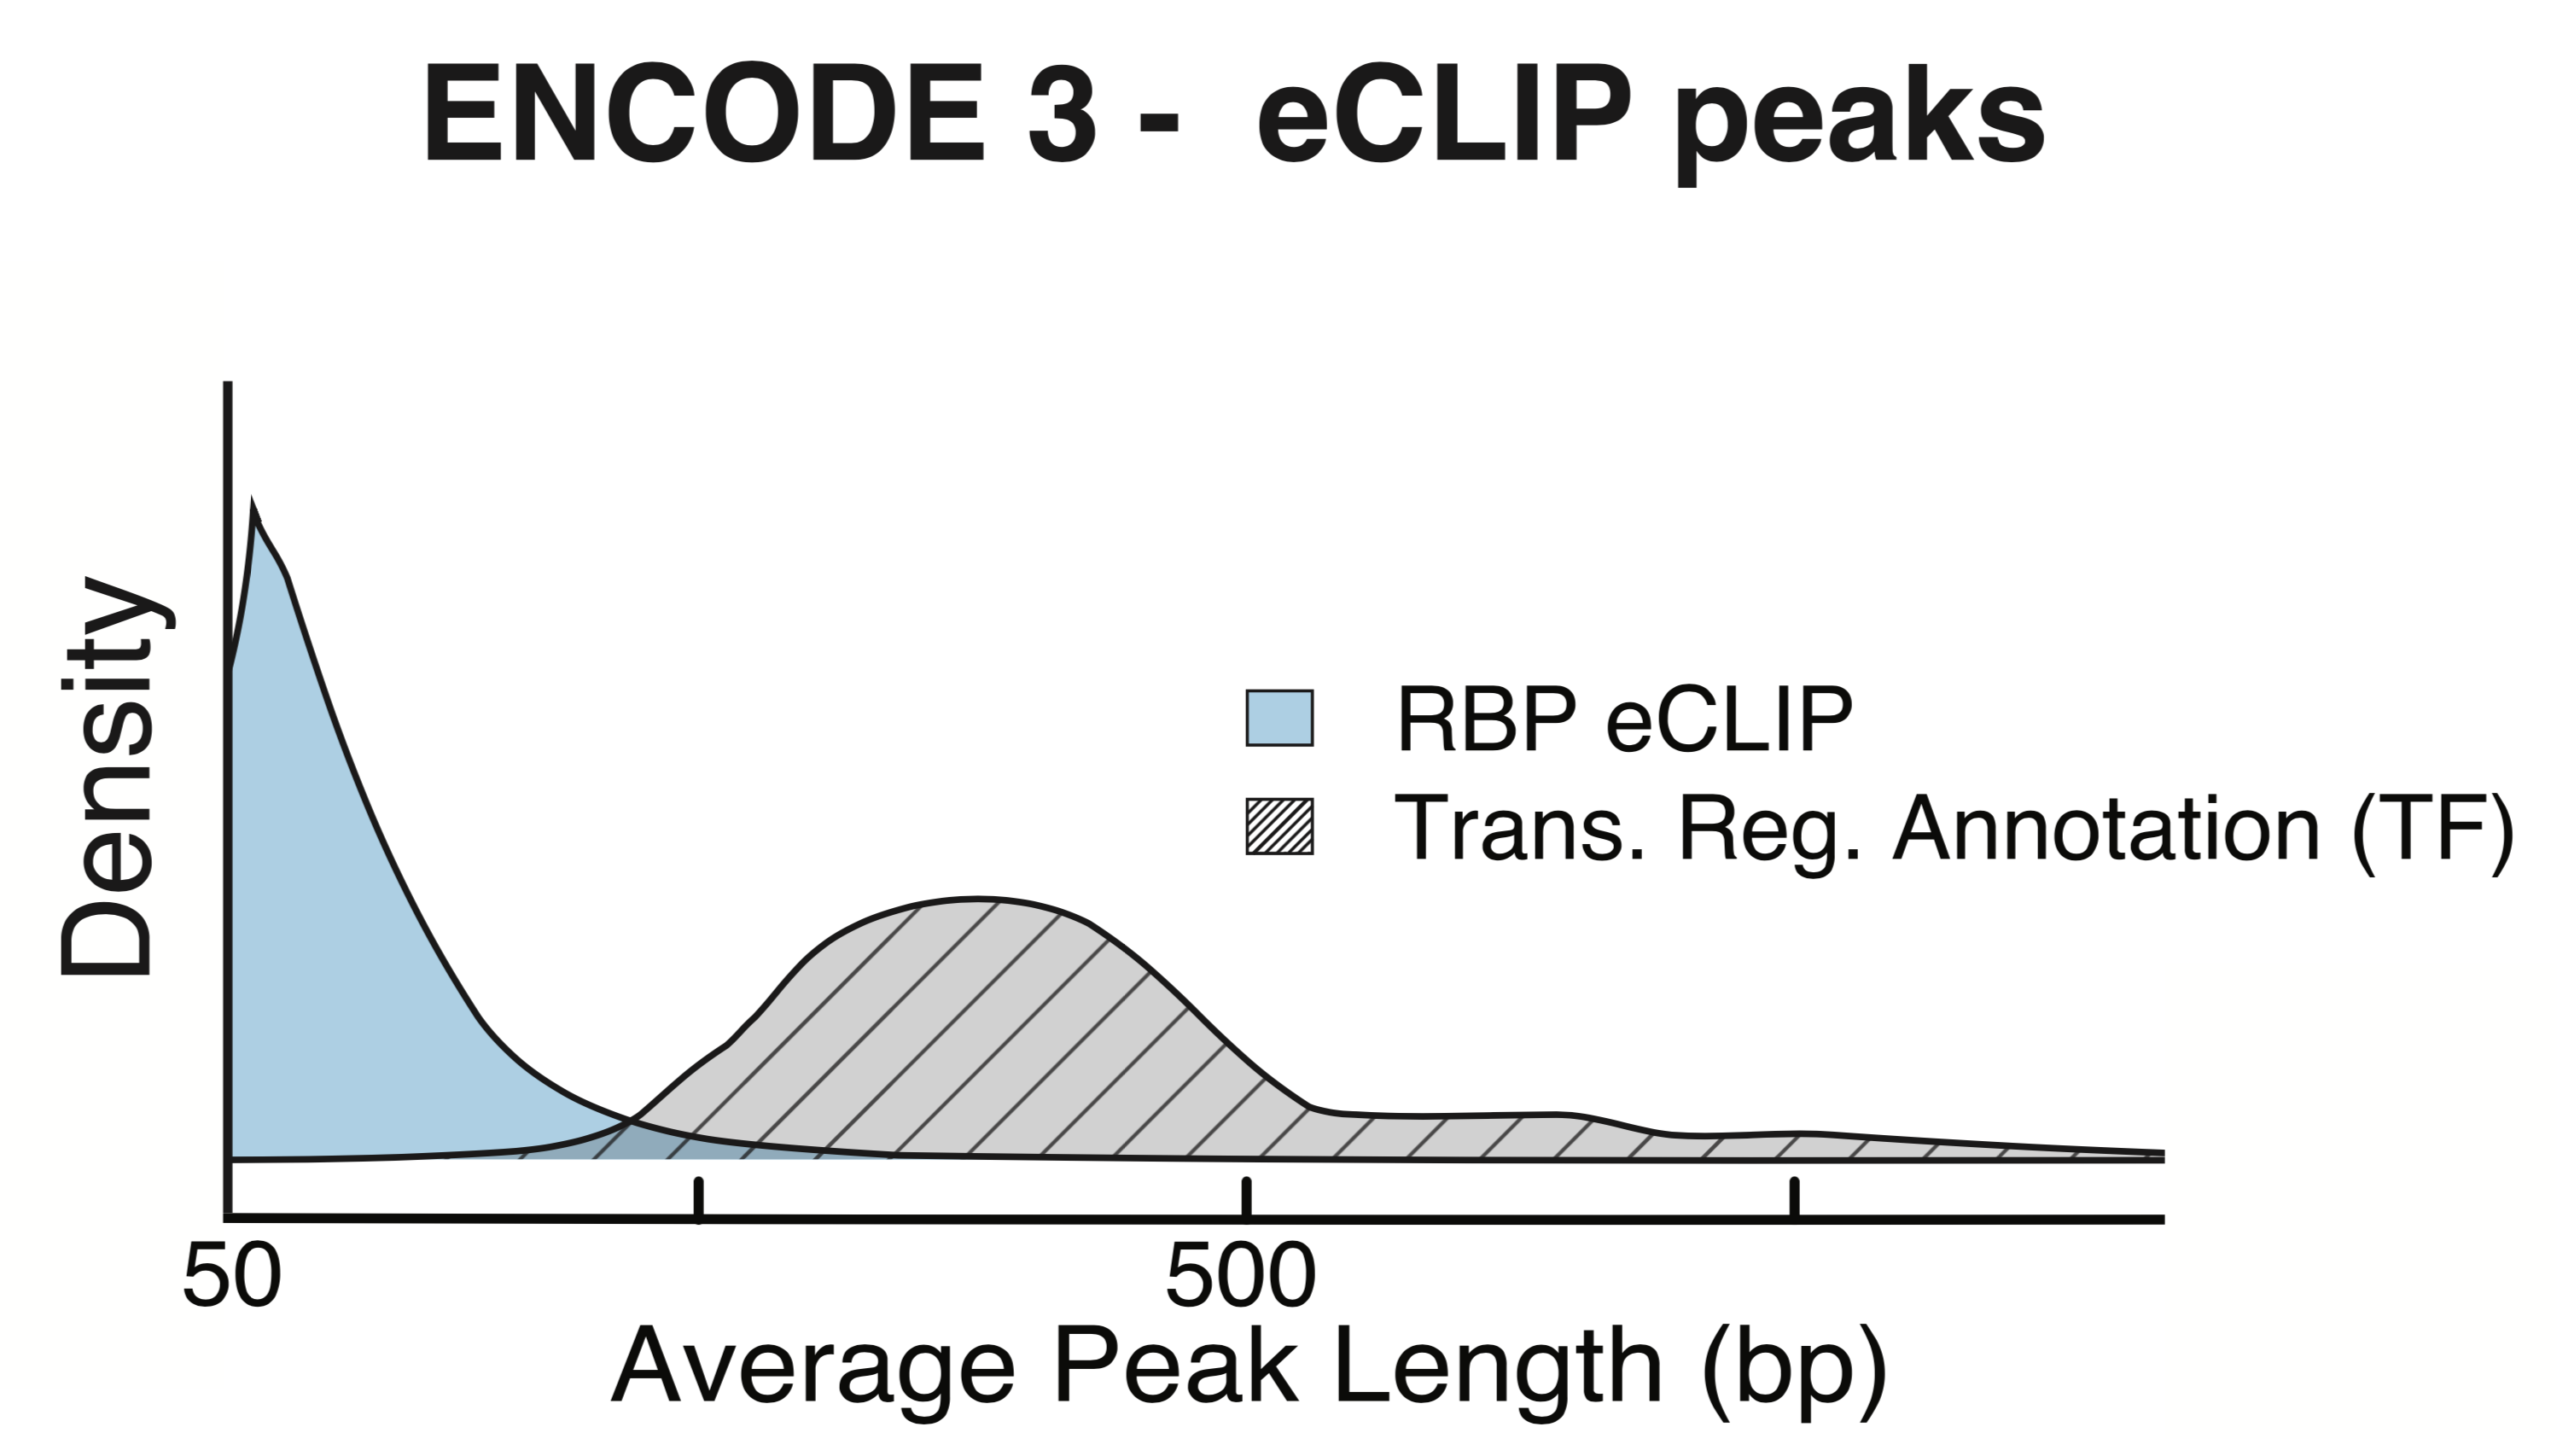 ENCODE 3 - eCLIP peaks
Density
RBP eCLIP
Trans. Reg. Annotation (TF)
50 500
Average Peak Length (bp)